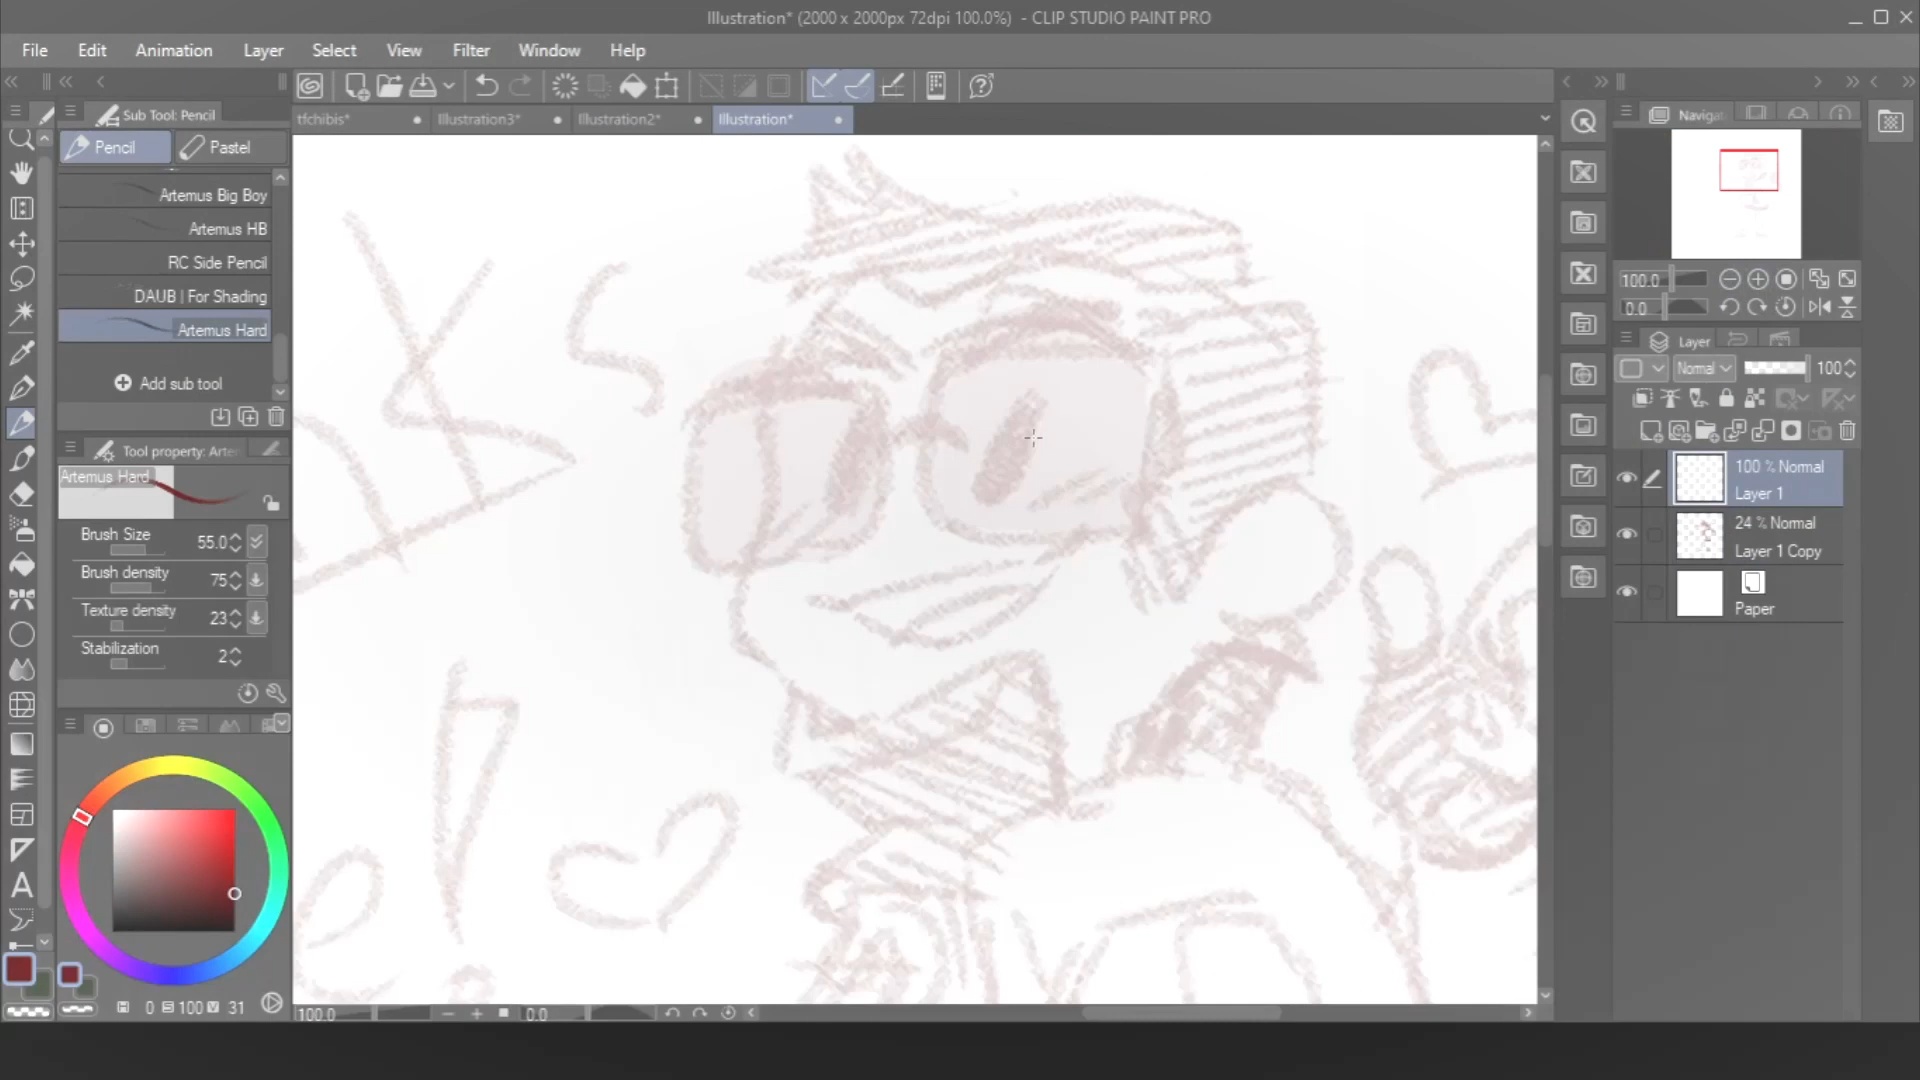 Illustration* (2000 x 2000px 72dpi 100.0%)  - CLIP STUDIO PAINT PRO
File Edit Animation Layer Select View Filter Window Help
Sub Tool: Pencil
Pencil Pastel
Artemus Big Boy
Artemus HB
RC Side Pencil
DAUB | For Shading
Artemus Hard
Add sub tool
Tool property: Arte
Artemus Hard
Brush Size 55.0
Brush density 75
Texture density 23
Stabilization 2
0 S 100 V 31
tfchibis* Illustration3* Illustration2* Illustration*
100.0 0.0
Naviga
100.0
0.0
Layer
Normal 100
100 % Normal
Layer 1
24 % Normal
Layer 1 Copy
Paper